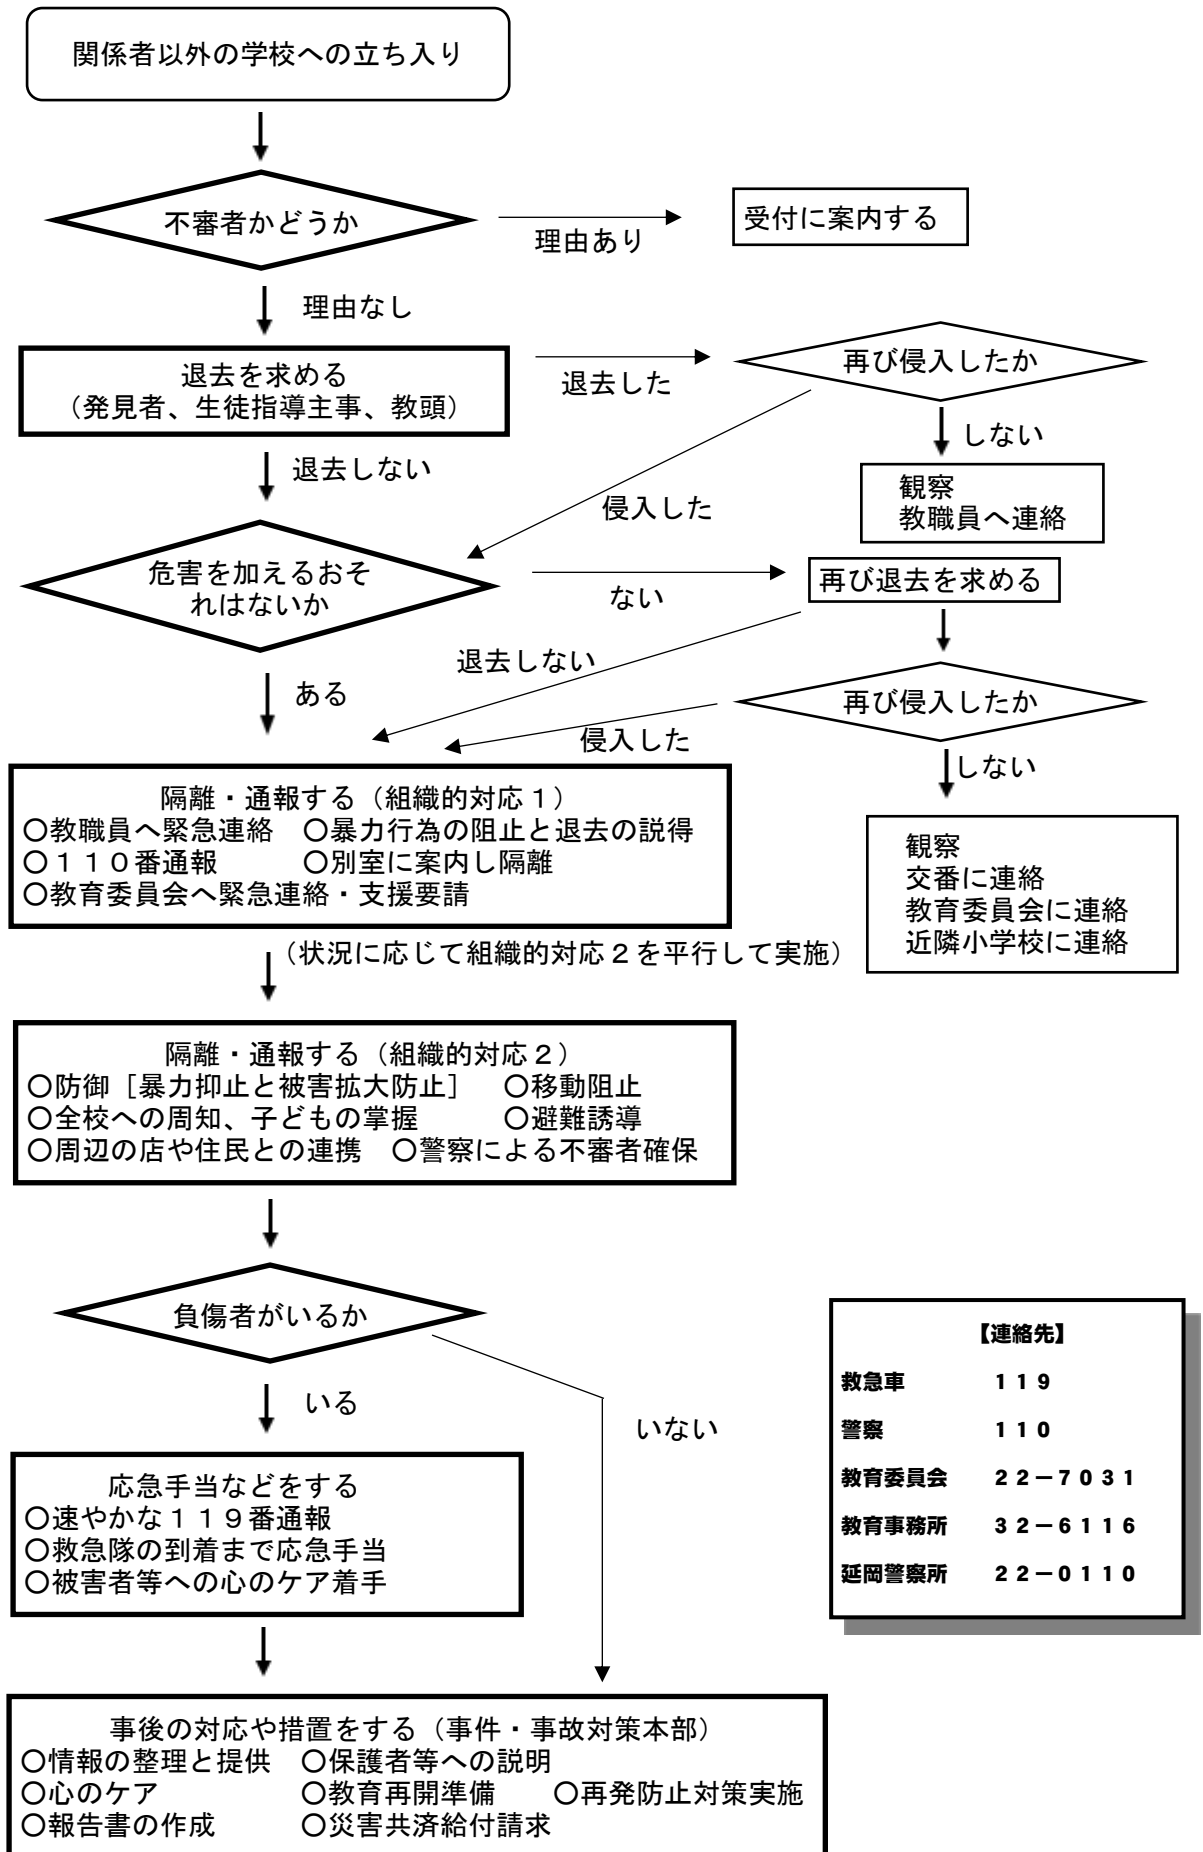 関係者以外の学校への立ち入り
不審者かどうか
理由あり
受付に案内する
理由なし
退去を求める
（発見者、生徒指導主事、教頭）
退去した
再び侵入したか
しない
観察
教職員へ連絡
退去しない
侵入した
危害を加えるおそ
れはないか
ない
再び退去を求める
退去しない
ある
再び侵入したか
侵入した
しない
観察
交番に連絡
教育委員会に連絡
近隣小学校に連絡
隔離・通報する（組織的対応１）
○教職員へ緊急連絡　○暴力行為の阻止と退去の説得
○１１０番通報　○別室に案内し隔離
○教育委員会へ緊急連絡・支援要請
（状況に応じて組織的対応２を平行して実施）
隔離・通報する（組織的対応２）
○防御［暴力抑止と被害拡大防止］　○移動阻止
○全校への周知、子どもの掌握　○避難誘導
○周辺の店や住民との連携　○警察による不審者確保
負傷者がいるか
いる
いない
応急手当などをする
○速やかな１１９番通報
○救急隊の到着まで応急手当
○被害者等への心のケア着手
【連絡先】
救急車　１１９
警察　１１０
教育委員会　２２－７０３１
教育事務所　３２－６１１６
延岡警察所　２２－０１１０
事後の対応や措置をする（事件・事故対策本部）
○情報の整理と提供　○保護者等への説明
○心のケア　○教育再開準備　○再発防止対策実施
○報告書の作成　○災害共済給付請求